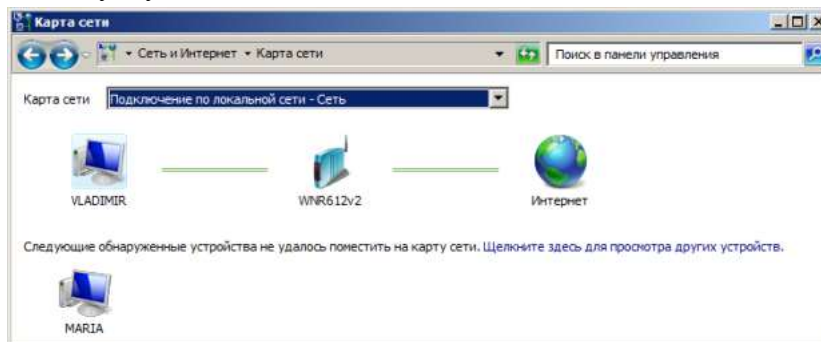 Карта сети
Сеть и Интернет Карта сети Поиск в панели управления
Карта сети Подключение по локальной сети - Сеть
VLADIMIR WNR612v2 Интернет
Следующие обнаруженные устройства не удалось поместить на карту сети. Щелкните здесь для просмотра других устройств.
MARIA